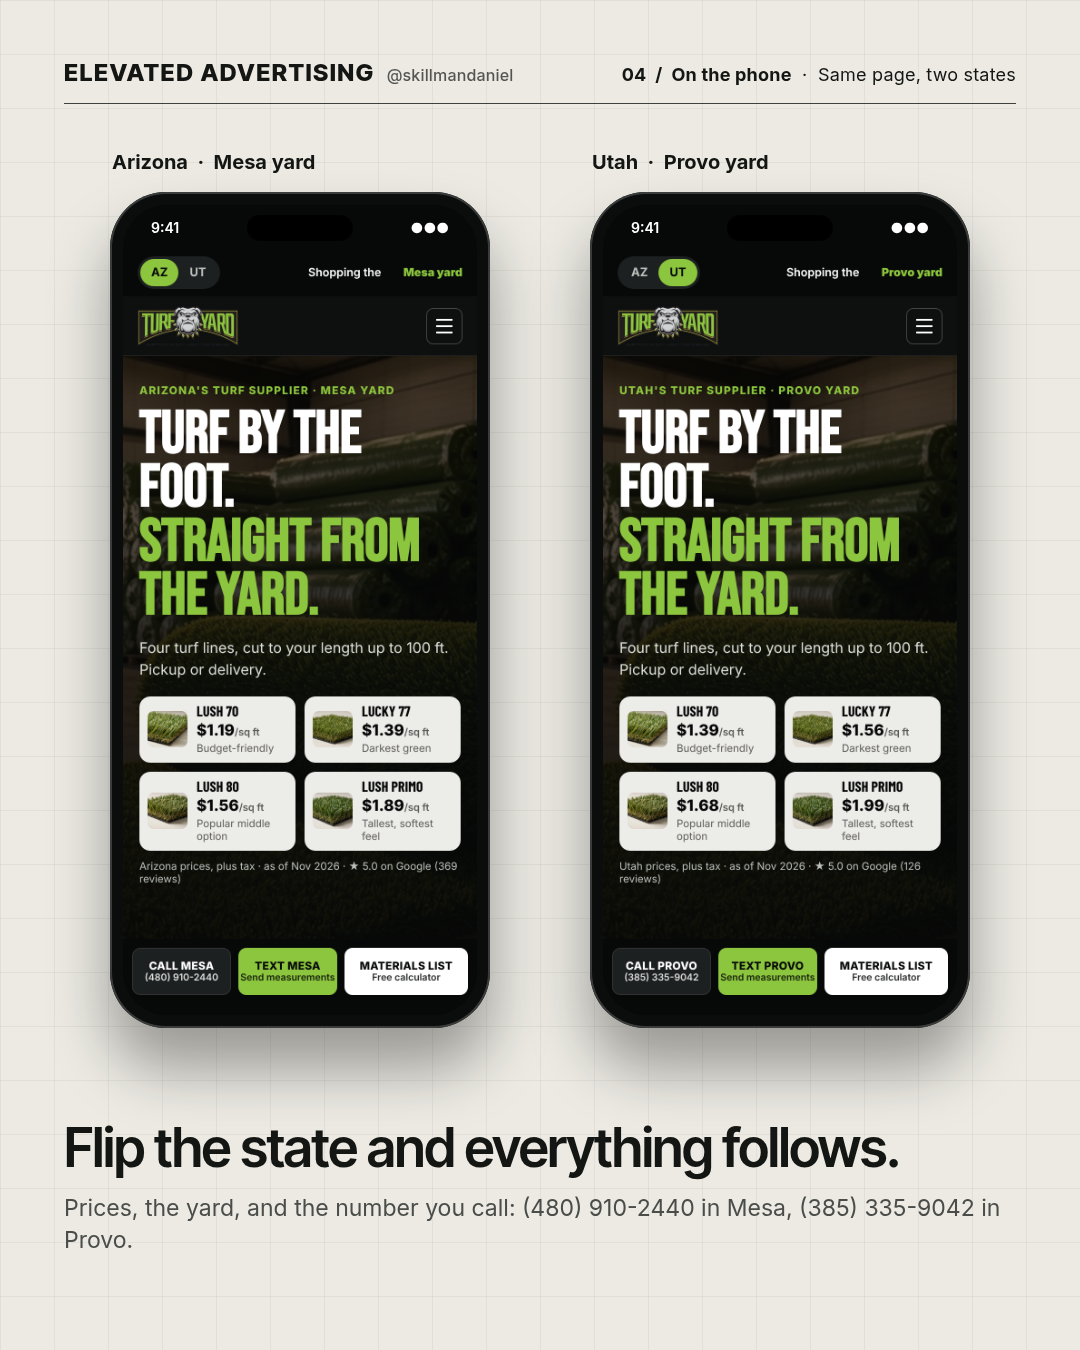 ELEVATED ADVERTISING @skillmandaniel
04 / On the phone · Same page, two states
Arizona · Mesa yard
9:41
AZ UT
Shopping the Mesa yard
TURF YARD
ARIZONA'S TURF SUPPLIER · MESA YARD
TURF BY THE
FOOT.
STRAIGHT FROM
THE YARD.
Four turf lines, cut to your length up to 100 ft.
Pickup or delivery.
LUSH 70
$1.19/sq ft
Budget-friendly
LUCKY 77
$1.39/sq ft
Darkest green
LUSH 80
$1.56/sq ft
Popular middle
option
LUSH PRIMO
$1.89/sq ft
Tallest, softest
feel
Arizona prices, plus tax · as of Nov 2026 · ★ 5.0 on Google (369
reviews)
CALL MESA
(480) 910-2440
TEXT MESA
Send measurements
MATERIALS LIST
Free calculator
Utah · Provo yard
9:41
AZ UT
Shopping the Provo yard
TURF YARD
UTAH'S TURF SUPPLIER · PROVO YARD
TURF BY THE
FOOT.
STRAIGHT FROM
THE YARD.
Four turf lines, cut to your length up to 100 ft.
Pickup or delivery.
LUSH 70
$1.39/sq ft
Budget-friendly
LUCKY 77
$1.56/sq ft
Darkest green
LUSH 80
$1.68/sq ft
Popular middle
option
LUSH PRIMO
$1.99/sq ft
Tallest, softest
feel
Utah prices, plus tax · as of Nov 2026 · ★ 5.0 on Google (126
reviews)
CALL PROVO
(385) 335-9042
TEXT PROVO
Send measurements
MATERIALS LIST
Free calculator
Flip the state and everything follows.
Prices, the yard, and the number you call: (480) 910-2440 in Mesa, (385) 335-9042 in
Provo.